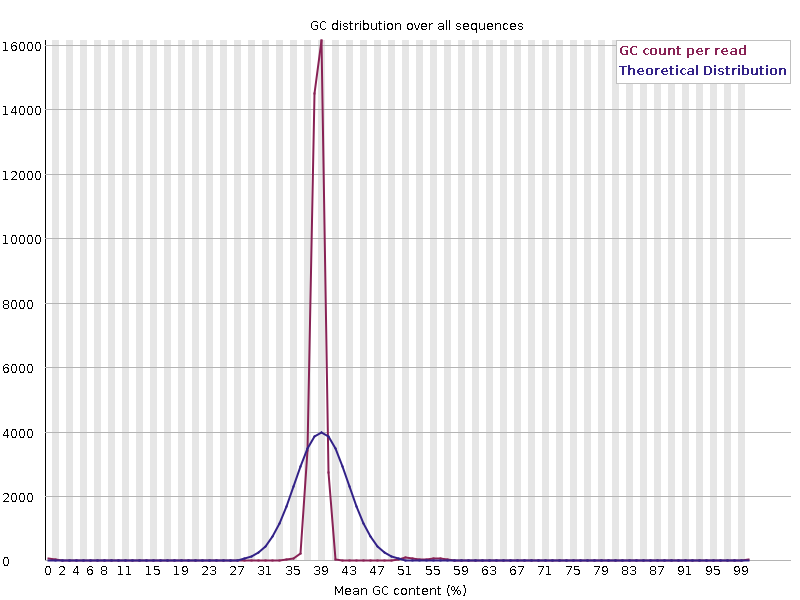 GC distribution over all sequences
GC count per read
Theoretical Distribution
16000
14000
12000
10000
8000
6000
4000
2000
0
0 2 4 6 8 11 15 19 23 27 31 35 39 43 47 51 55 59 63 67 71 75 79 83 87 91 95 99
Mean GC content (%)